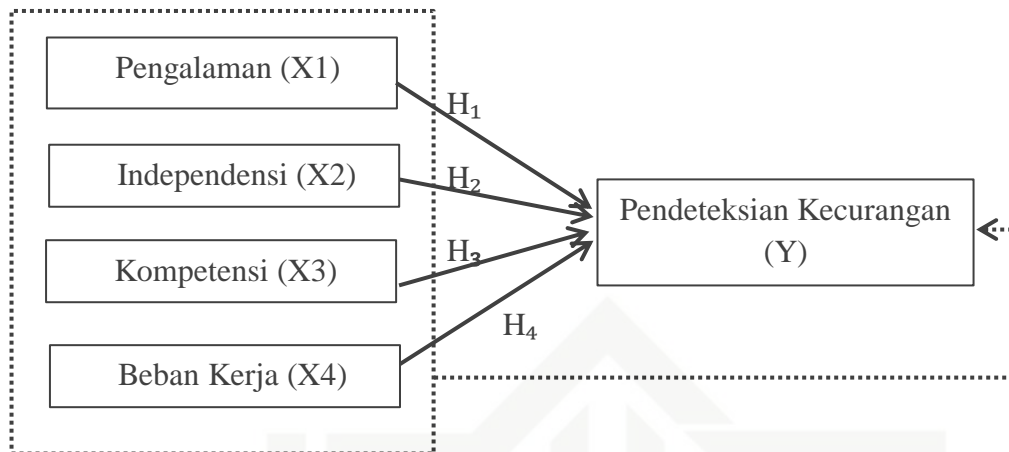 Pengalaman (X1)
H₁
Independensi (X2)
H₂
Pendeteksian Kecurangan
(Y)
Kompetensi (X3)
H₃
H₄
Beban Kerja (X4)